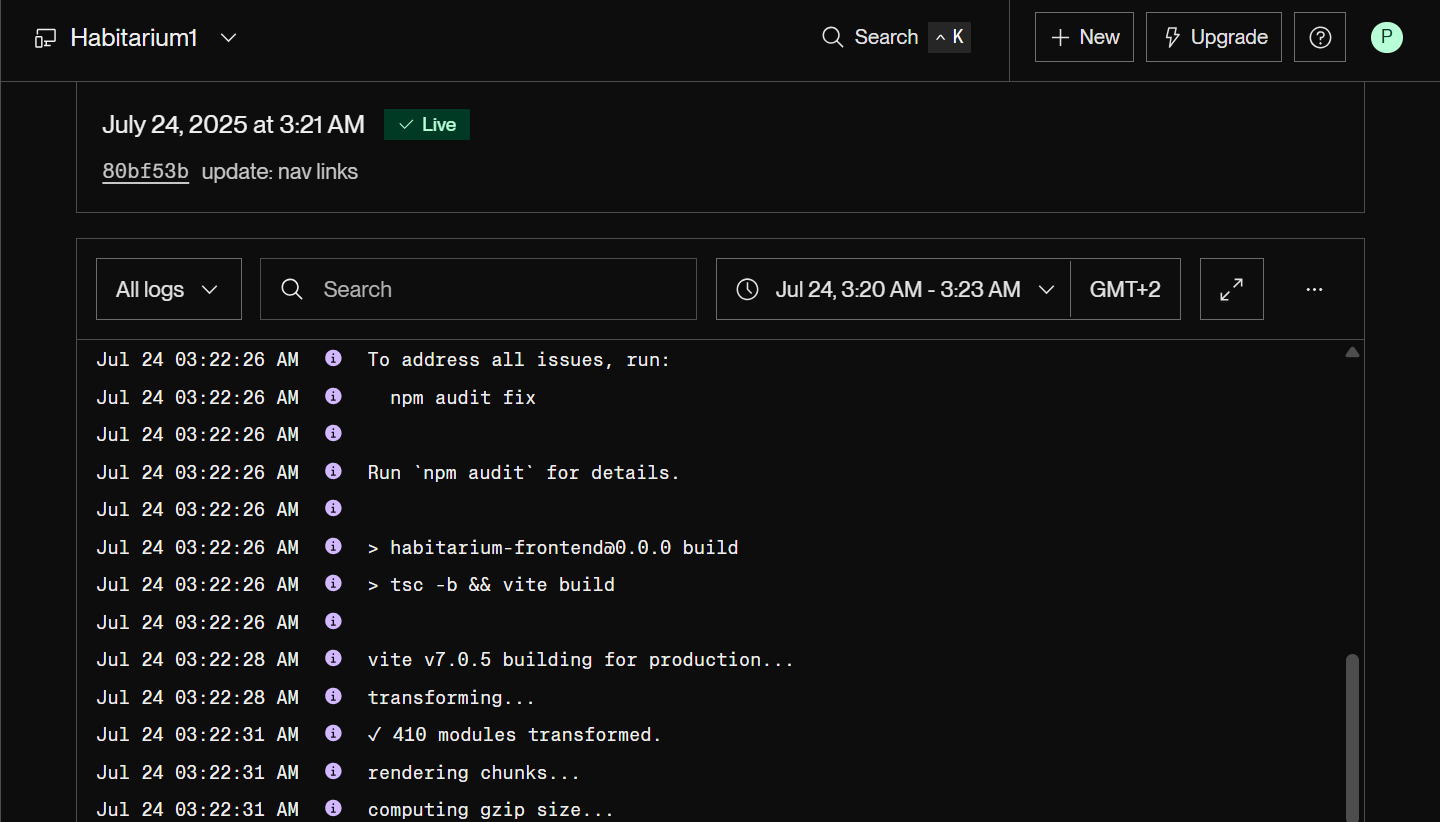 Habitarium1
Search ^ K
+ New
Upgrade
P
July 24, 2025 at 3:21 AM
✓ Live
80bf53b update: nav links
All logs
Search
Jul 24, 3:20 AM - 3:23 AM
GMT+2
...
Jul 24 03:22:26 AM To address all issues, run:
Jul 24 03:22:26 AM npm audit fix
Jul 24 03:22:26 AM
Jul 24 03:22:26 AM Run `npm audit` for details.
Jul 24 03:22:26 AM
Jul 24 03:22:26 AM > habitarium-frontend@0.0.0 build
Jul 24 03:22:26 AM > tsc -b && vite build
Jul 24 03:22:26 AM
Jul 24 03:22:28 AM vite v7.0.5 building for production...
Jul 24 03:22:28 AM transforming...
Jul 24 03:22:31 AM ✓ 410 modules transformed.
Jul 24 03:22:31 AM rendering chunks...
Jul 24 03:22:31 AM computing gzip size...